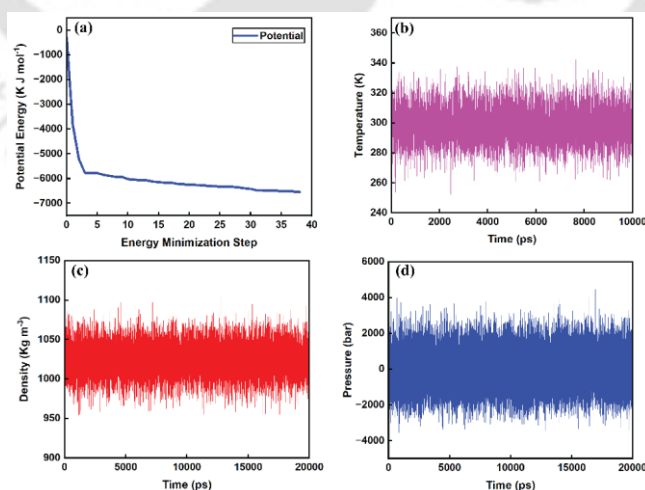 (a)
Potential
Potential Energy (K J mol⁻¹)
0
−1000
−2000
−3000
−4000
−5000
−6000
−7000
0 5 10 15 20 25 30 35 40
Energy Minimization Step
(b)
Temperature (K)
360
340
320
300
280
260
240
0 2000 4000 6000 8000 10000
Time (ps)
(c)
Density (Kg m⁻³)
1150
1100
1050
1000
950
900
0 5000 10000 15000 20000
Time (ps)
(d)
Pressure (bar)
6000
4000
2000
0
−2000
−4000
0 5000 10000 15000 20000
Time (ps)